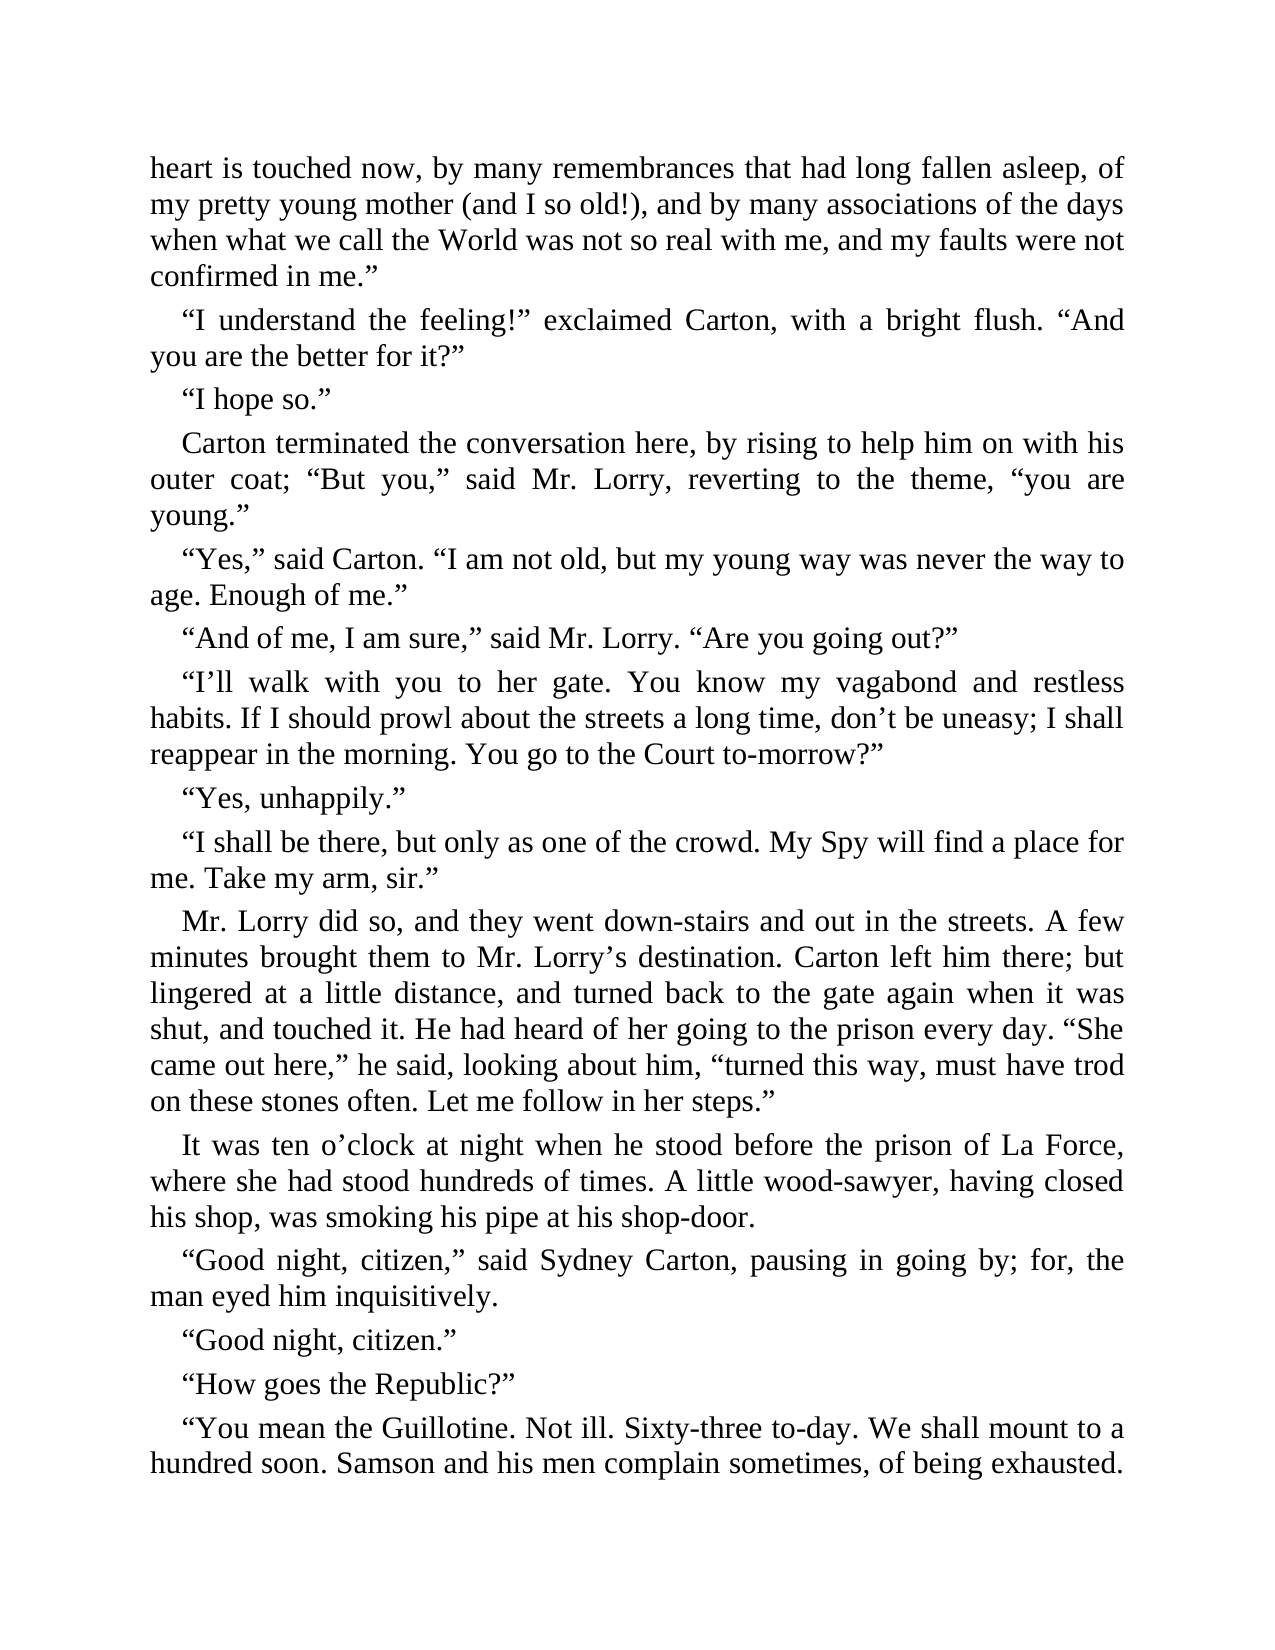 heart is touched now, by many remembrances that had long fallen asleep, of
my pretty young mother (and I so old!), and by many associations of the days
when what we call the World was not so real with me, and my faults were not
confirmed in me.”
“I understand the feeling!” exclaimed Carton, with a bright flush. “And
you are the better for it?”
“I hope so.”
Carton terminated the conversation here, by rising to help him on with his
outer coat; “But you,” said Mr. Lorry, reverting to the theme, “you are
young.”
“Yes,” said Carton. “I am not old, but my young way was never the way to
age. Enough of me.”
“And of me, I am sure,” said Mr. Lorry. “Are you going out?”
“I’ll walk with you to her gate. You know my vagabond and restless
habits. If I should prowl about the streets a long time, don’t be uneasy; I shall
reappear in the morning. You go to the Court to-morrow?”
“Yes, unhappily.”
“I shall be there, but only as one of the crowd. My Spy will find a place for
me. Take my arm, sir.”
Mr. Lorry did so, and they went down-stairs and out in the streets. A few
minutes brought them to Mr. Lorry’s destination. Carton left him there; but
lingered at a little distance, and turned back to the gate again when it was
shut, and touched it. He had heard of her going to the prison every day. “She
came out here,” he said, looking about him, “turned this way, must have trod
on these stones often. Let me follow in her steps.”
It was ten o’clock at night when he stood before the prison of La Force,
where she had stood hundreds of times. A little wood-sawyer, having closed
his shop, was smoking his pipe at his shop-door.
“Good night, citizen,” said Sydney Carton, pausing in going by; for, the
man eyed him inquisitively.
“Good night, citizen.”
“How goes the Republic?”
“You mean the Guillotine. Not ill. Sixty-three to-day. We shall mount to a
hundred soon. Samson and his men complain sometimes, of being exhausted.